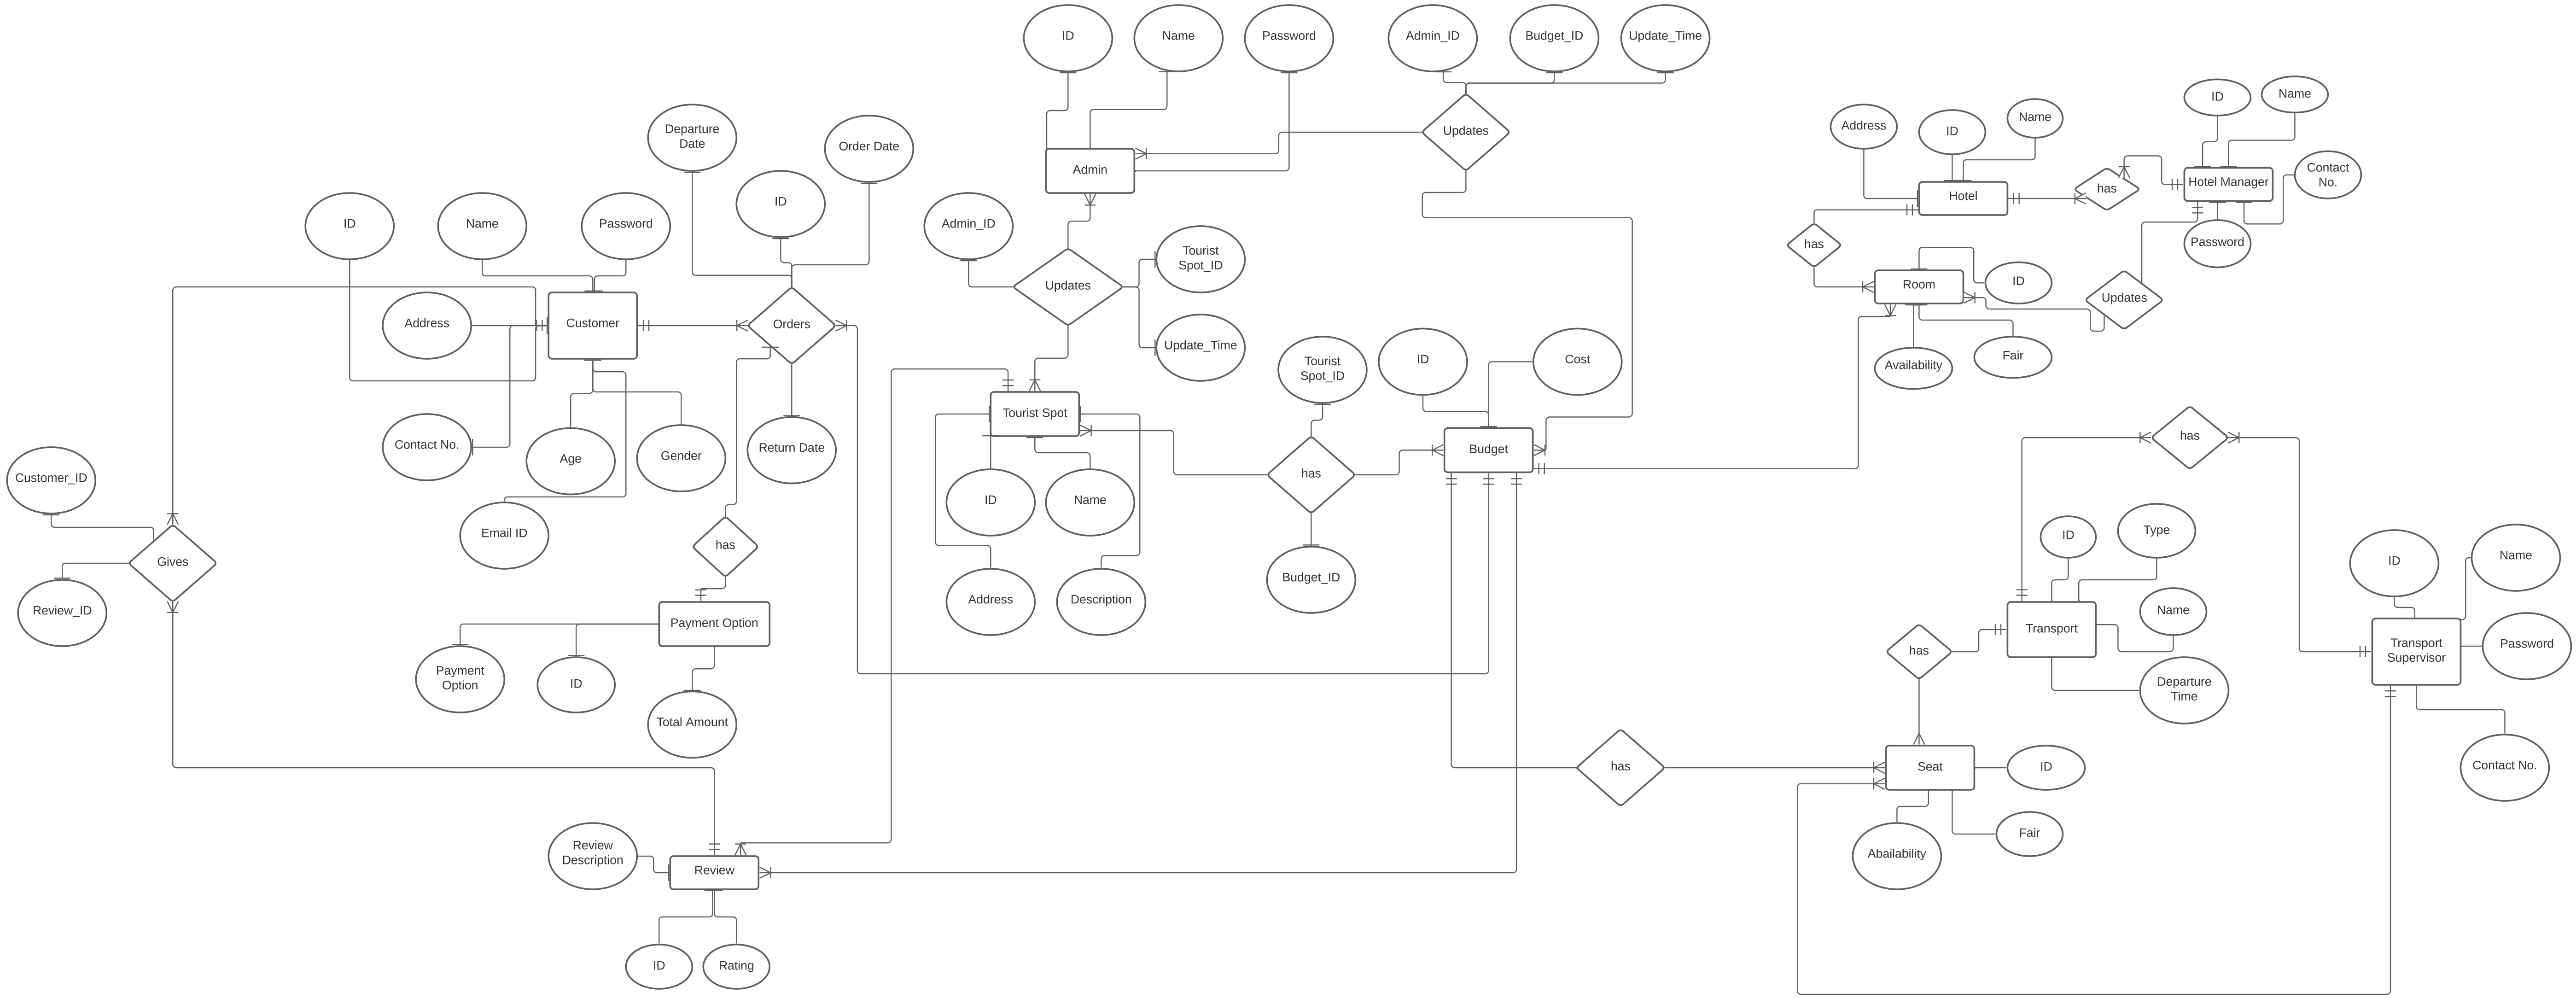 ID
Name
Password
Admin_ID
Budget_ID
Update_Time
Updates
Admin
Departure
Date
Order Date
ID
ID
Name
Password
Address
Customer
Orders
Contact No.
Age
Gender
Email ID
Return Date
Admin_ID
Updates
Tourist
Spot_ID
Update_Time
Tourist Spot
ID
Name
Address
Description
Tourist
Spot_ID
has
Budget_ID
ID
Cost
Budget
Address
ID
Name
Hotel
has
ID
Name
Hotel Manager
Contact
No.
Password
has
Room
ID
Updates
Availability
Fair
Customer_ID
Gives
Review_ID
has
Payment Option
Payment
Option
ID
Total Amount
has
ID
Type
Name
Transport
Departure
Time
has
ID
Name
Transport
Supervisor
Password
Contact No.
has
Seat
ID
Abailability
Fair
Review
Description
Review
ID
Rating